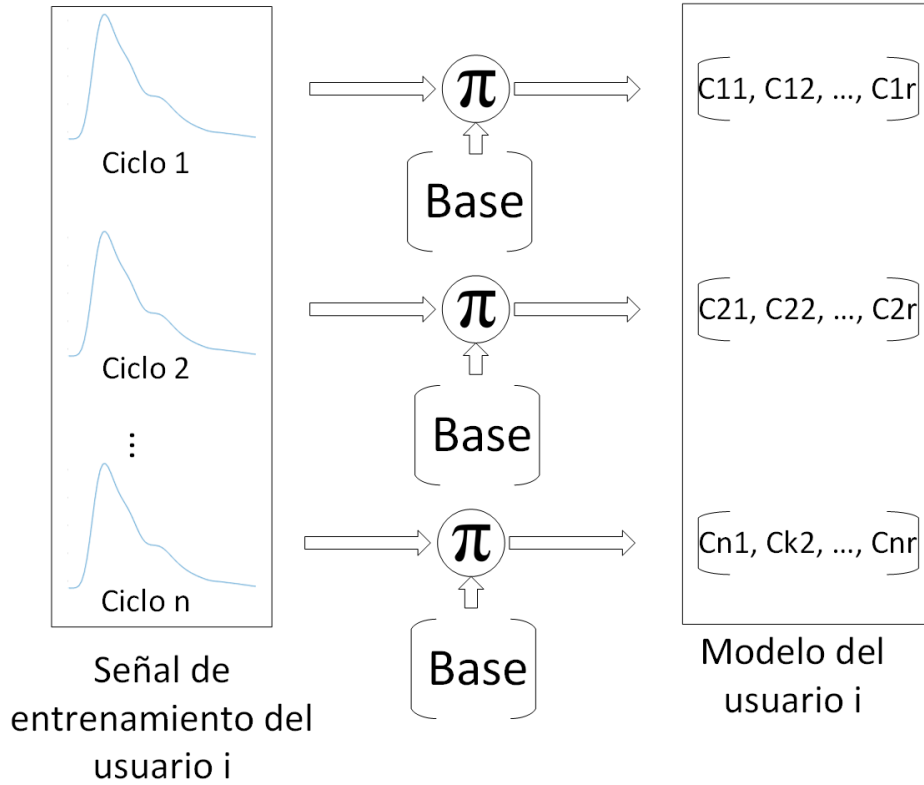 Ciclo 1
π
C11, C12, ..., C1r
Base
Ciclo 2
π
C21, C22, ..., C2r
Base
⋮
Ciclo n
π
Cn1, Ck2, ..., Cnr
Base
Señal de
entrenamiento del
usuario i
Modelo del
usuario i